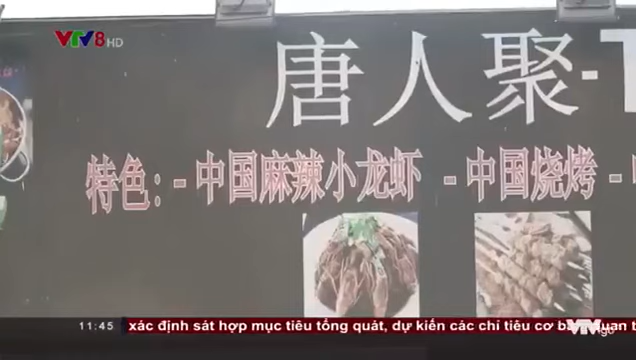 VTV8 HD
唐人聚-T
特色:-中国麻辣小龙虾 -中国烧烤 -
11:45 xác định sát hợp mục tiêu tổng quát, dự kiến các chỉ tiêu cơ